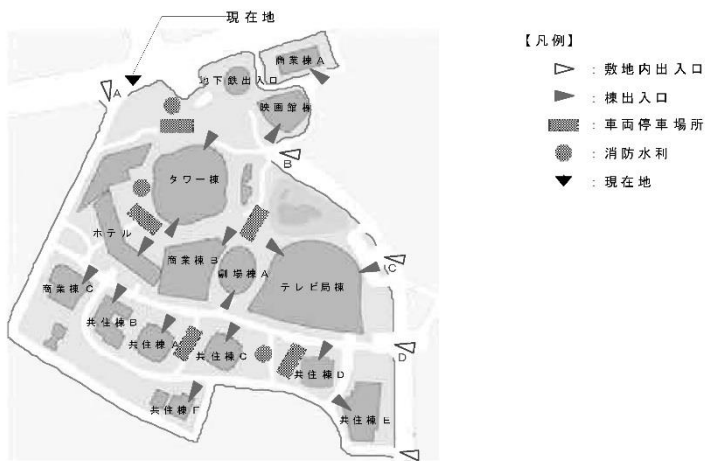 現在地
【凡例】
: 敷地内出入口
: 棟出入口
: 車両停車場所
: 消防水利
: 現在地
商業棟A
地下鉄出入口
A
映画館棟
B
タワー棟
ホテル
商業棟B
劇場棟A
テレビ局棟
C
商業棟C
共住棟B
共住棟A
共住棟C
共住棟D
D
共住棟F
共住棟E